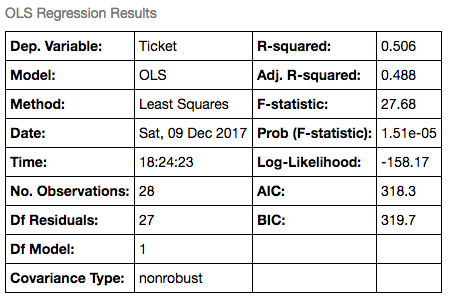 OLS Regression Results
Dep. Variable: Ticket R-squared: 0.506
Model: OLS Adj. R-squared: 0.488
Method: Least Squares F-statistic: 27.68
Date: Sat, 09 Dec 2017 Prob (F-statistic): 1.51e-05
Time: 18:24:23 Log-Likelihood: -158.17
No. Observations: 28 AIC: 318.3
Df Residuals: 27 BIC: 319.7
Df Model: 1
Covariance Type: nonrobust